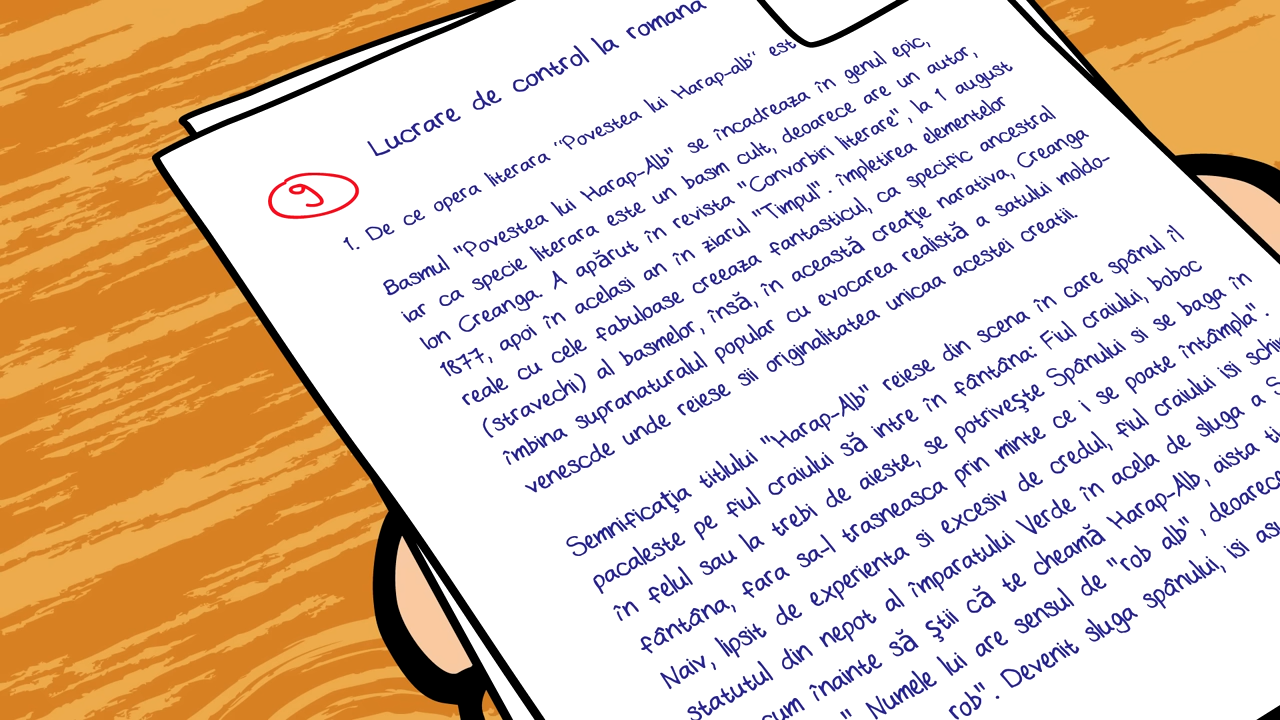 Lucrare de control la romana
9
1. De ce opera literara "Povestea lui Harap-alb" est
Basmul "Povestea lui Harap-Alb" se încadreaza în genul epic,
iar ca specie literara este un basm cult, deoarece are un autor,
Ion Creanga. A apărut în revista "Convorbiri literare", la 1 august
1877, apoi în acelasi an în ziarul "Timpul". împletirea elementelor
reale cu cele fabuloase creeaza fantasticul, ca specific ancestral
(stravechi) al basmelor, însă, în această creaţie narativa, Creanga
îmbina supranaturalul popular cu evocarea realistă a satului moldo-
venescde unde reiese sii originalitatea unicaa acestei creatii.
Semnificaţia titlului "Harap-Alb" reiese din scena în care spânul îl
pacaleste pe fiul craiului să intre în fântâna: Fiul craiului, boboc
în felul sau la trebi de aieste, se potriveşte Spânului si se baga în
fântâna, fara sa-l trasneasca prin minte ce i se poate întâmpla".
Naiv, lipsit de experienta si excesiv de credul, fiul craiului isi schi
statutul din nepot al împaratului Verde în acela de sluga a S
cum înainte să ştii că te cheamă Harap-Alb, aista ti
" Numele lui are sensul de "rob alb", deoarece
rob". Devenit sluga spânului, isi as